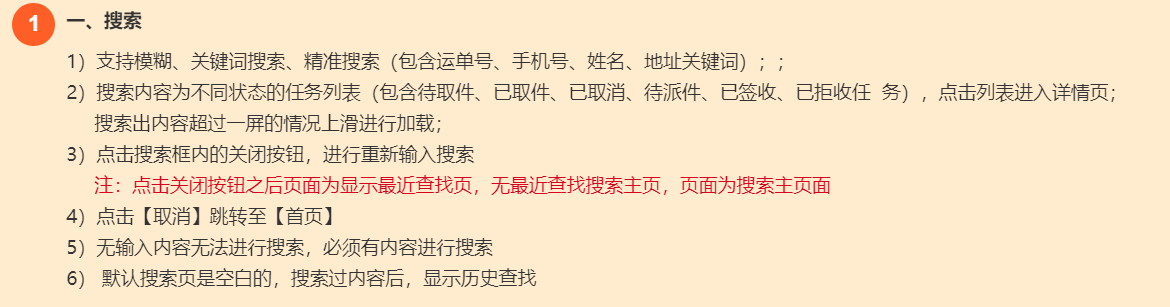 1 一、搜索
1）支持模糊、关键词搜索、精准搜索（包含运单号、手机号、姓名、地址关键词）；；
2）搜索内容为不同状态的任务列表（包含待取件、已取件、已取消、待派件、已签收、已拒收任 务），点击列表进入详情页；
搜索出内容超过一屏的情况上滑进行加载；
3）点击搜索框内的关闭按钮，进行重新输入搜索
注：点击关闭按钮之后页面为显示最近查找页，无最近查找搜索主页，页面为搜索主页面
4）点击【取消】跳转至【首页】
5）无输入内容无法进行搜索，必须有内容进行搜索
6） 默认搜索页是空白的，搜索过内容后，显示历史查找